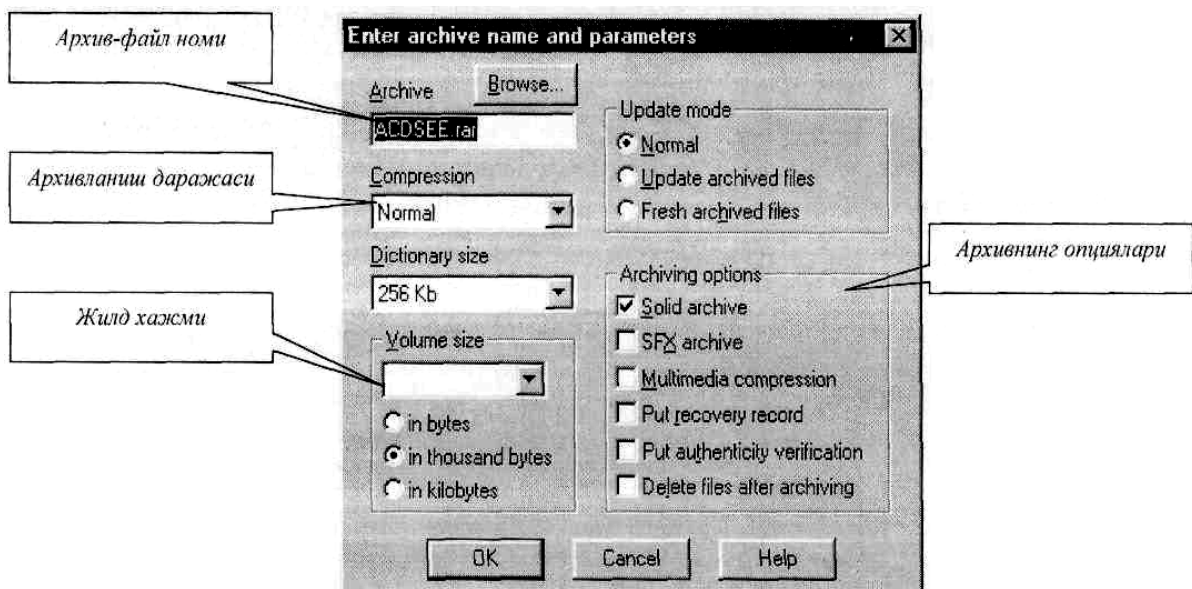 Архив-файл номи
Архивланиш даражаси
Жилд хажми
Enter archive name and parameters
Archive
Browse...
ACDSEE.rar
Compression
Normal
Dictionary size
256 Kb
Volume size
in bytes
in thousand bytes
in kilobytes
Update mode
Normal
Update archived files
Fresh archived files
Archiving options
Solid archive
SFX archive
Multimedia compression
Put recovery record
Put authenticity verification
Delete files after archiving
OK
Cancel
Help
Архивнинг опциялари